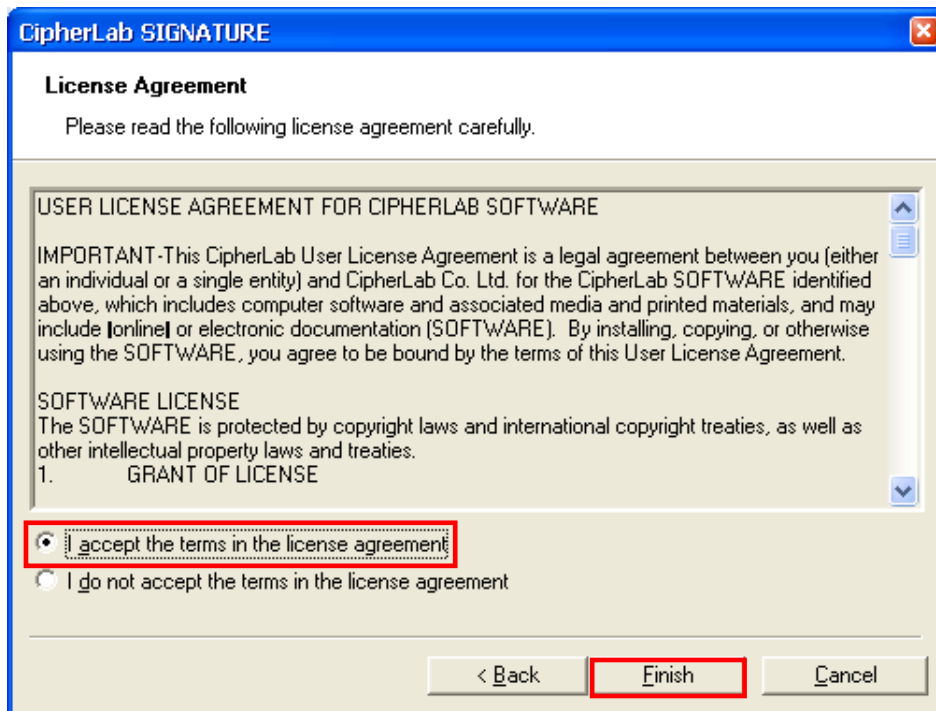 CipherLab SIGNATURE
License Agreement
Please read the following license agreement carefully.
USER LICENSE AGREEMENT FOR CIPHERLAB SOFTWARE
IMPORTANT-This CipherLab User License Agreement is a legal agreement between you (either
an individual or a single entity) and CipherLab Co. Ltd. for the CipherLab SOFTWARE identified
above, which includes computer software and associated media and printed materials, and may
include |online| or electronic documentation (SOFTWARE).  By installing, copying, or otherwise
using the SOFTWARE, you agree to be bound by the terms of this User License Agreement.
SOFTWARE LICENSE
The SOFTWARE is protected by copyright laws and international copyright treaties, as well as
other intellectual property laws and treaties.
1. GRANT OF LICENSE
I accept the terms in the license agreement
I do not accept the terms in the license agreement
< Back Finish Cancel